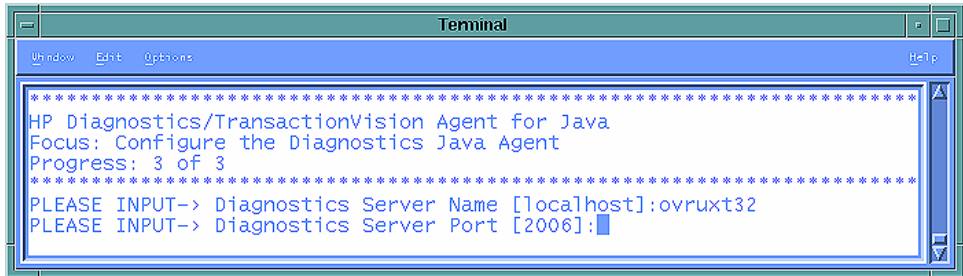 Terminal
Window Edit Options Help
************************************************************************
HP Diagnostics/TransactionVision Agent for Java
Focus: Configure the Diagnostics Java Agent
Progress: 3 of 3
************************************************************************
PLEASE INPUT-> Diagnostics Server Name [localhost]:ovruxt32
PLEASE INPUT-> Diagnostics Server Port [2006]: